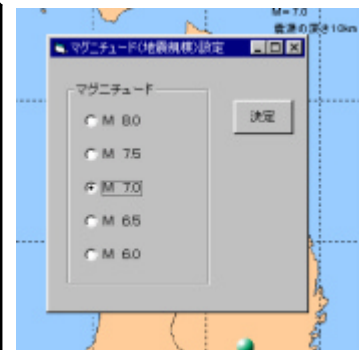 M= 7.0
震源の深さ10km
マグニチュード(地震規模)設定
マグニチュード
M 8.0
決定
M 7.5
M 7.0
M 6.5
M 6.0